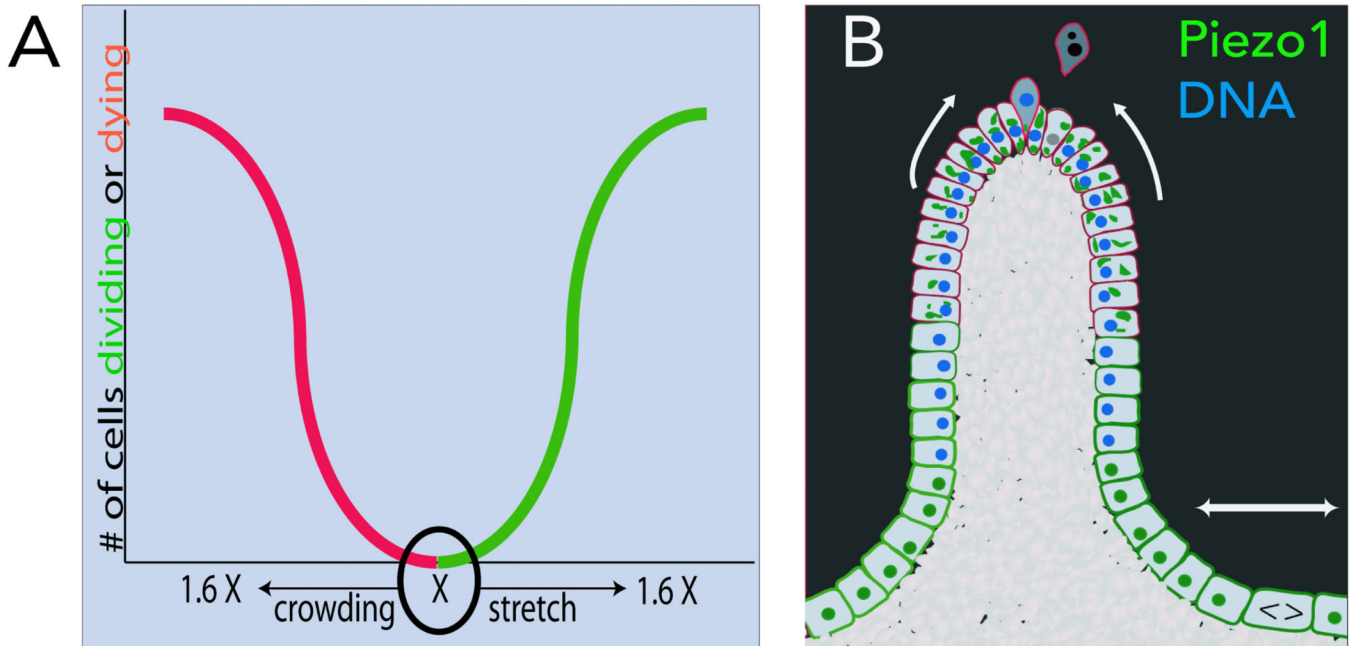 A
# of cells dividing or dying
1.6 X
crowding
X
stretch
1.6 X
B
Piezo1
DNA
< >